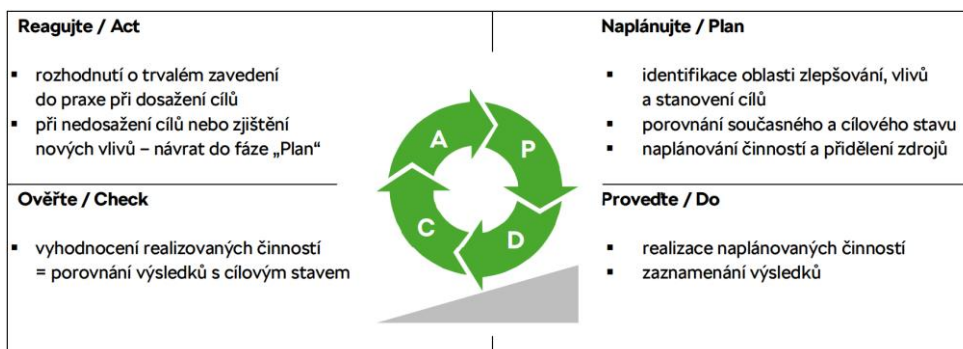 Reagujte / Act
▪ rozhodnutí o trvalém zavedení
do praxe při dosažení cílů
▪ při nedosažení cílů nebo zjištění
nových vlivů – návrat do fáze „Plan“
Naplánujte / Plan
▪ identifikace oblasti zlepšování, vlivů
a stanovení cílů
▪ porovnání současného a cílového stavu
▪ naplánování činností a přidělení zdrojů
A
P
C
D
Ověřte / Check
▪ vyhodnocení realizovaných činností
= porovnání výsledků s cílovým stavem
Proveďte / Do
▪ realizace naplánovaných činností
▪ zaznamenání výsledků